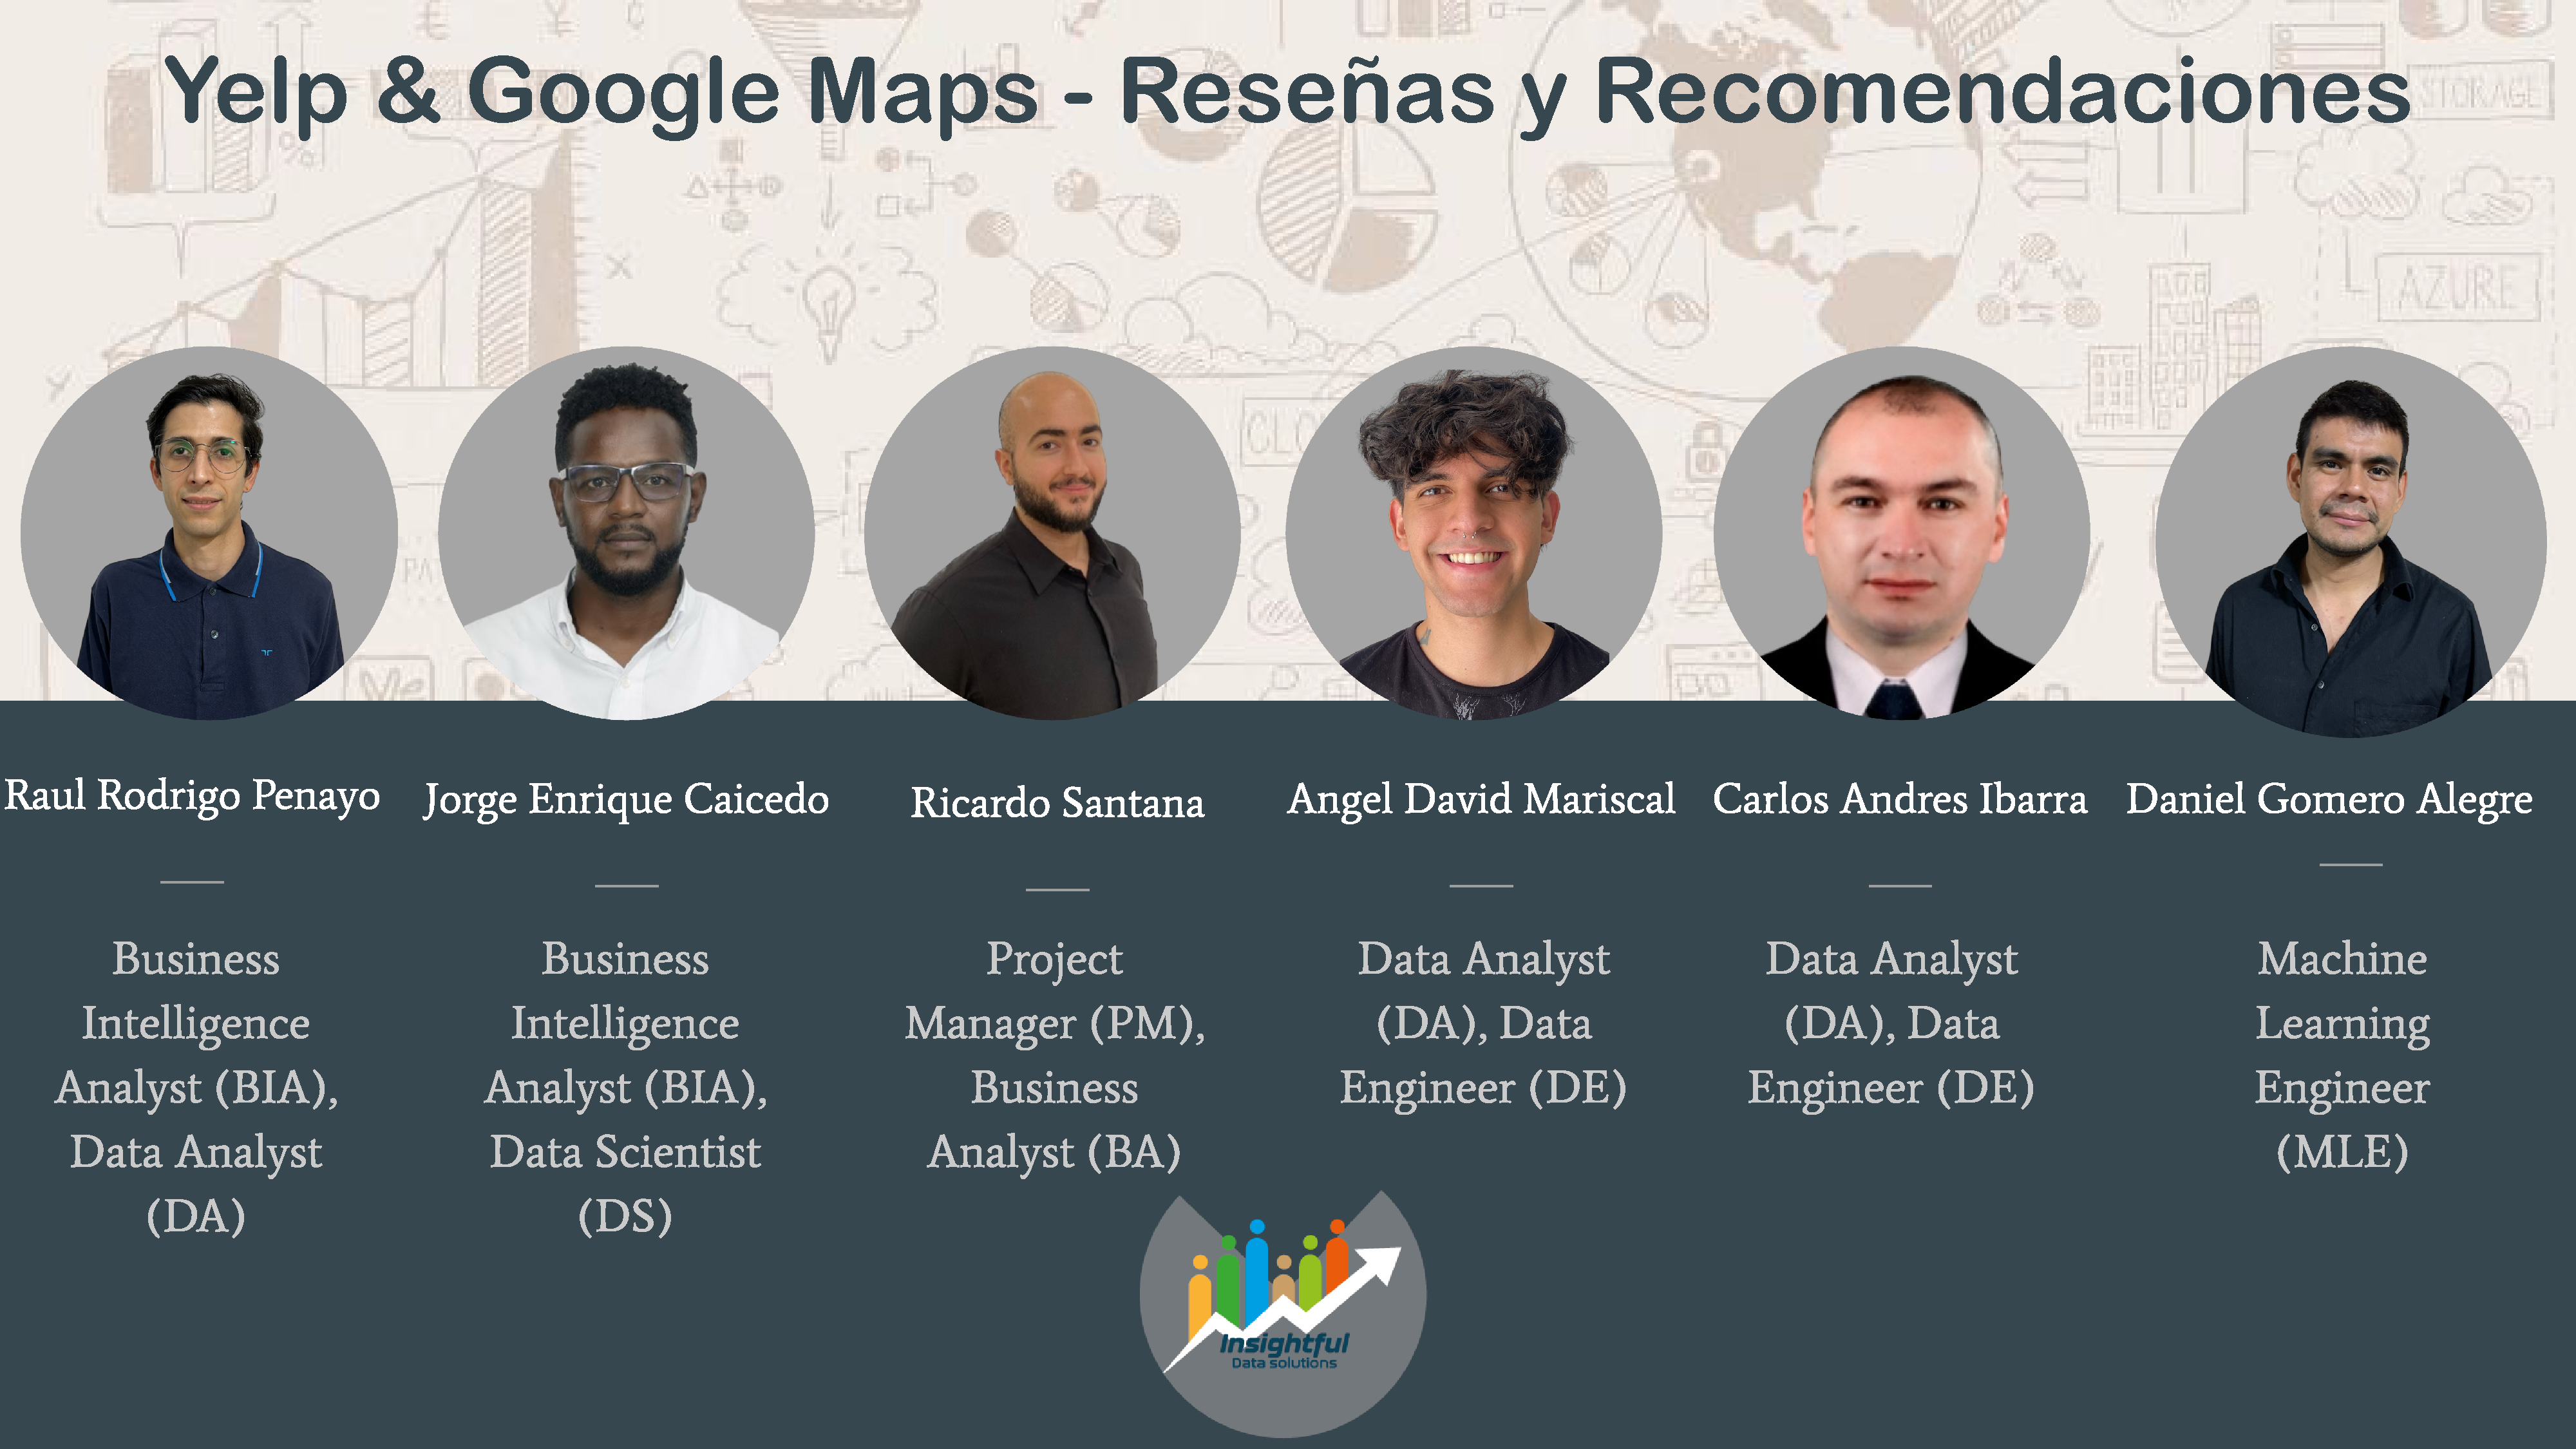 Yelp & Google Maps - Reseñas y Recomendaciones
STORAGE
AZURE
Raul Rodrigo Penayo
Jorge Enrique Caicedo
Ricardo Santana
Angel David Mariscal
Carlos Andres Ibarra
Daniel Gomero Alegre
Business
Intelligence
Analyst (BIA),
Data Analyst
(DA)
Business
Intelligence
Analyst (BIA),
Data Scientist
(DS)
Project
Manager (PM),
Business
Analyst (BA)
Data Analyst
(DA), Data
Engineer (DE)
Data Analyst
(DA), Data
Engineer (DE)
Machine
Learning
Engineer
(MLE)
Insightful
Data solutions